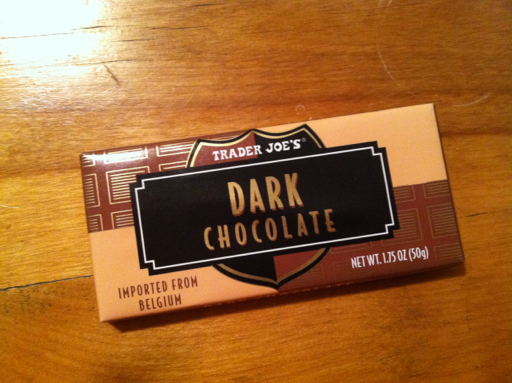 TRADER JOE'S®
DARK
CHOCOLATE
NET WT. 1.75 OZ (50g)
IMPORTED FROM
BELGIUM